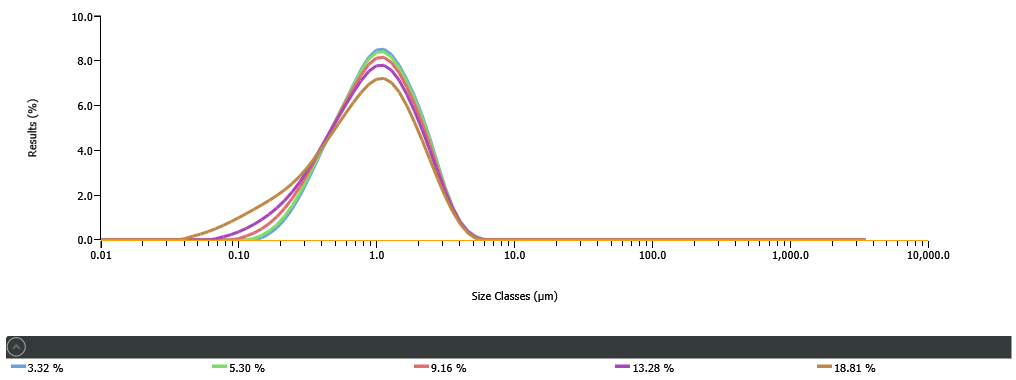 10.0
8.0
6.0
4.0
2.0
0.0
Results (%)
0.01 0.10 1.0 10.0 100.0 1,000.0 10,000.0
Size Classes (µm)
3.32 % 5.30 % 9.16 % 13.28 % 18.81 %